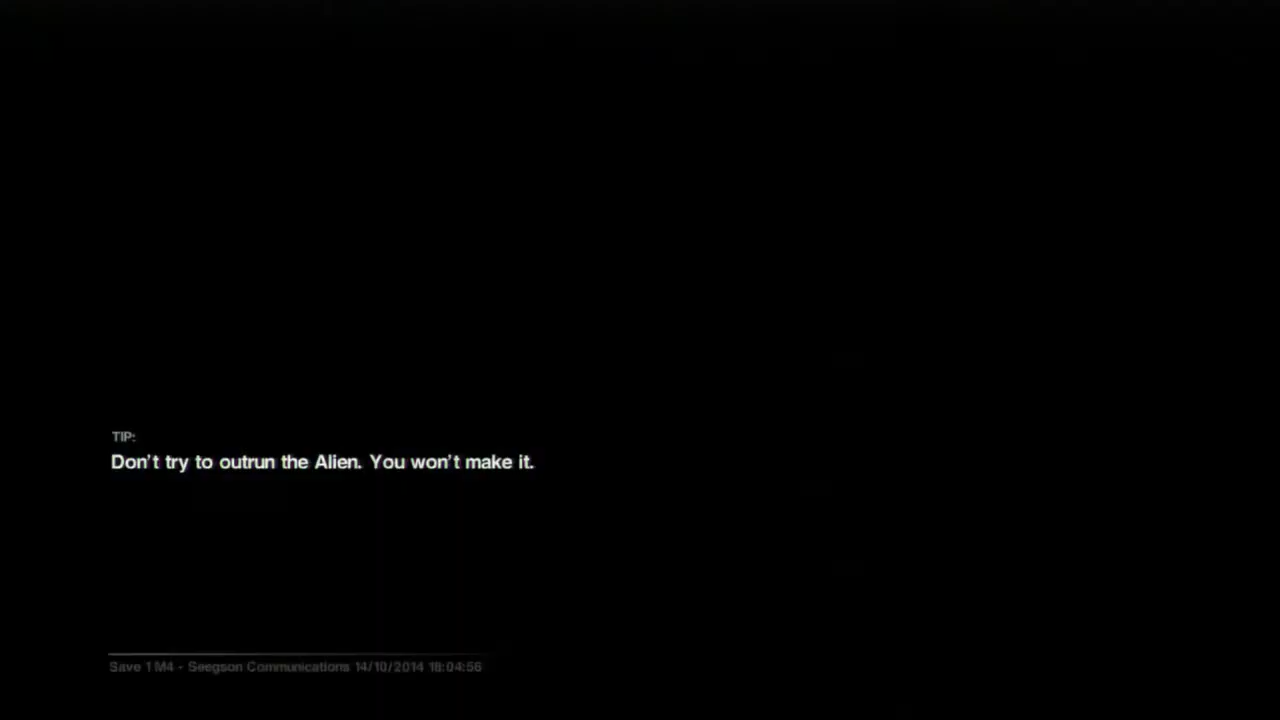 TIP:
Don't try to outrun the Alien. You won't make it.
Save 1 M4 - Seegson Communications 14/10/2014 18:04:56